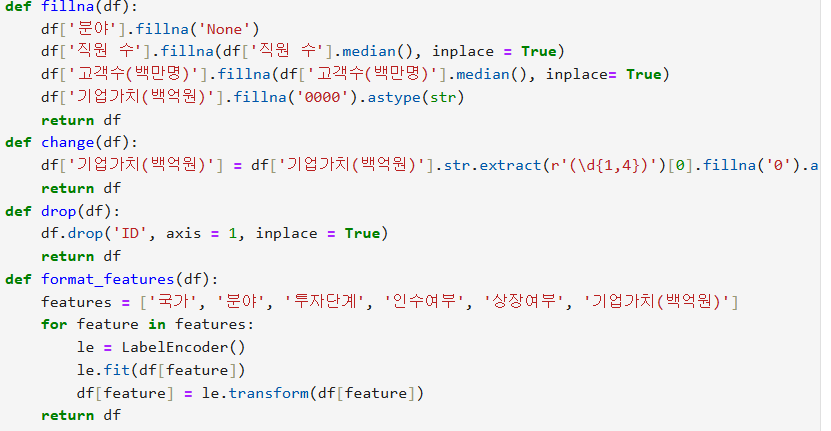 def fillna(df):
    df['분야'].fillna('None')
    df['직원 수'].fillna(df['직원 수'].median(), inplace = True)
    df['고객수(백만명)'].fillna(df['고객수(백만명)'].median(), inplace= True)
    df['기업가치(백억원)'].fillna('0000').astype(str)
    return df
def change(df):
    df['기업가치(백억원)'] = df['기업가치(백억원)'].str.extract(r'(\d{1,4})')[0].fillna('0').a
    return df
def drop(df):
    df.drop('ID', axis = 1, inplace = True)
    return df
def format_features(df):
    features = ['국가', '분야', '투자단계', '인수여부', '상장여부', '기업가치(백억원)']
    for feature in features:
        le = LabelEncoder()
        le.fit(df[feature])
        df[feature] = le.transform(df[feature])
    return df